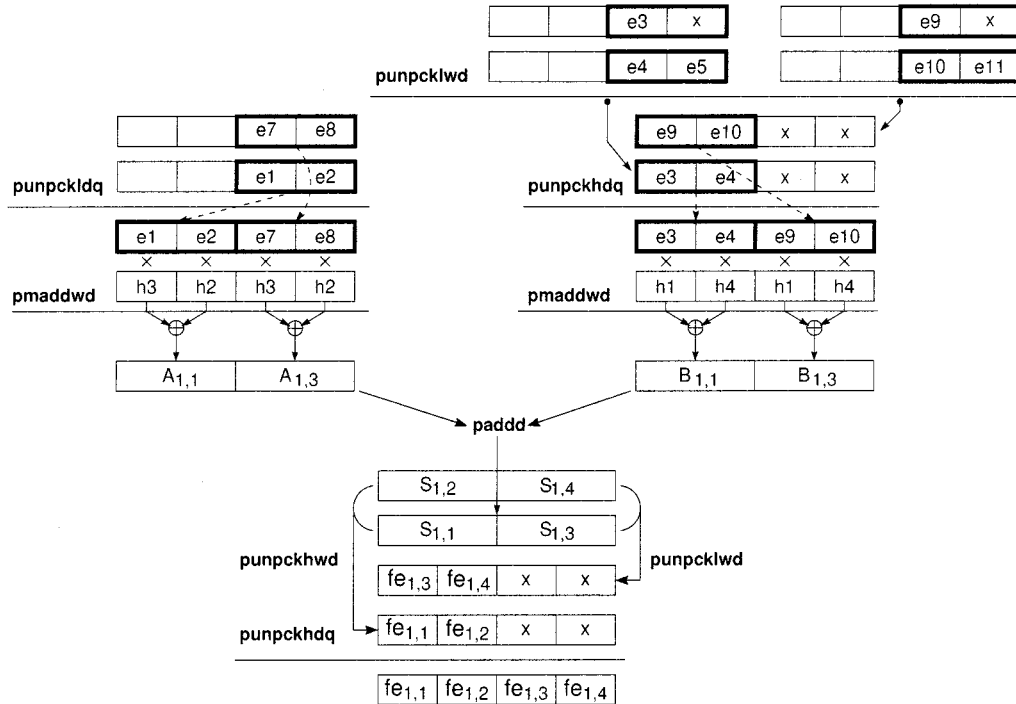 e3 x e9 x
punpcklwd e4 e5 e10 e11
e7 e8 e9 e10 x x
punpckldq e1 e2 punpckhdq e3 e4 x x
e1 e2 e7 e8 e3 e4 e9 e10
× × × × × × × ×
pmaddwd h3 h2 h3 h2 pmaddwd h1 h4 h1 h4
A1,1 A1,3 B1,1 B1,3
paddd
S1,2 S1,4
S1,1 S1,3
punpckhwd punpcklwd
fe1,3 fe1,4 x x
punpckhdq fe1,1 fe1,2 x x
fe1,1 fe1,2 fe1,3 fe1,4